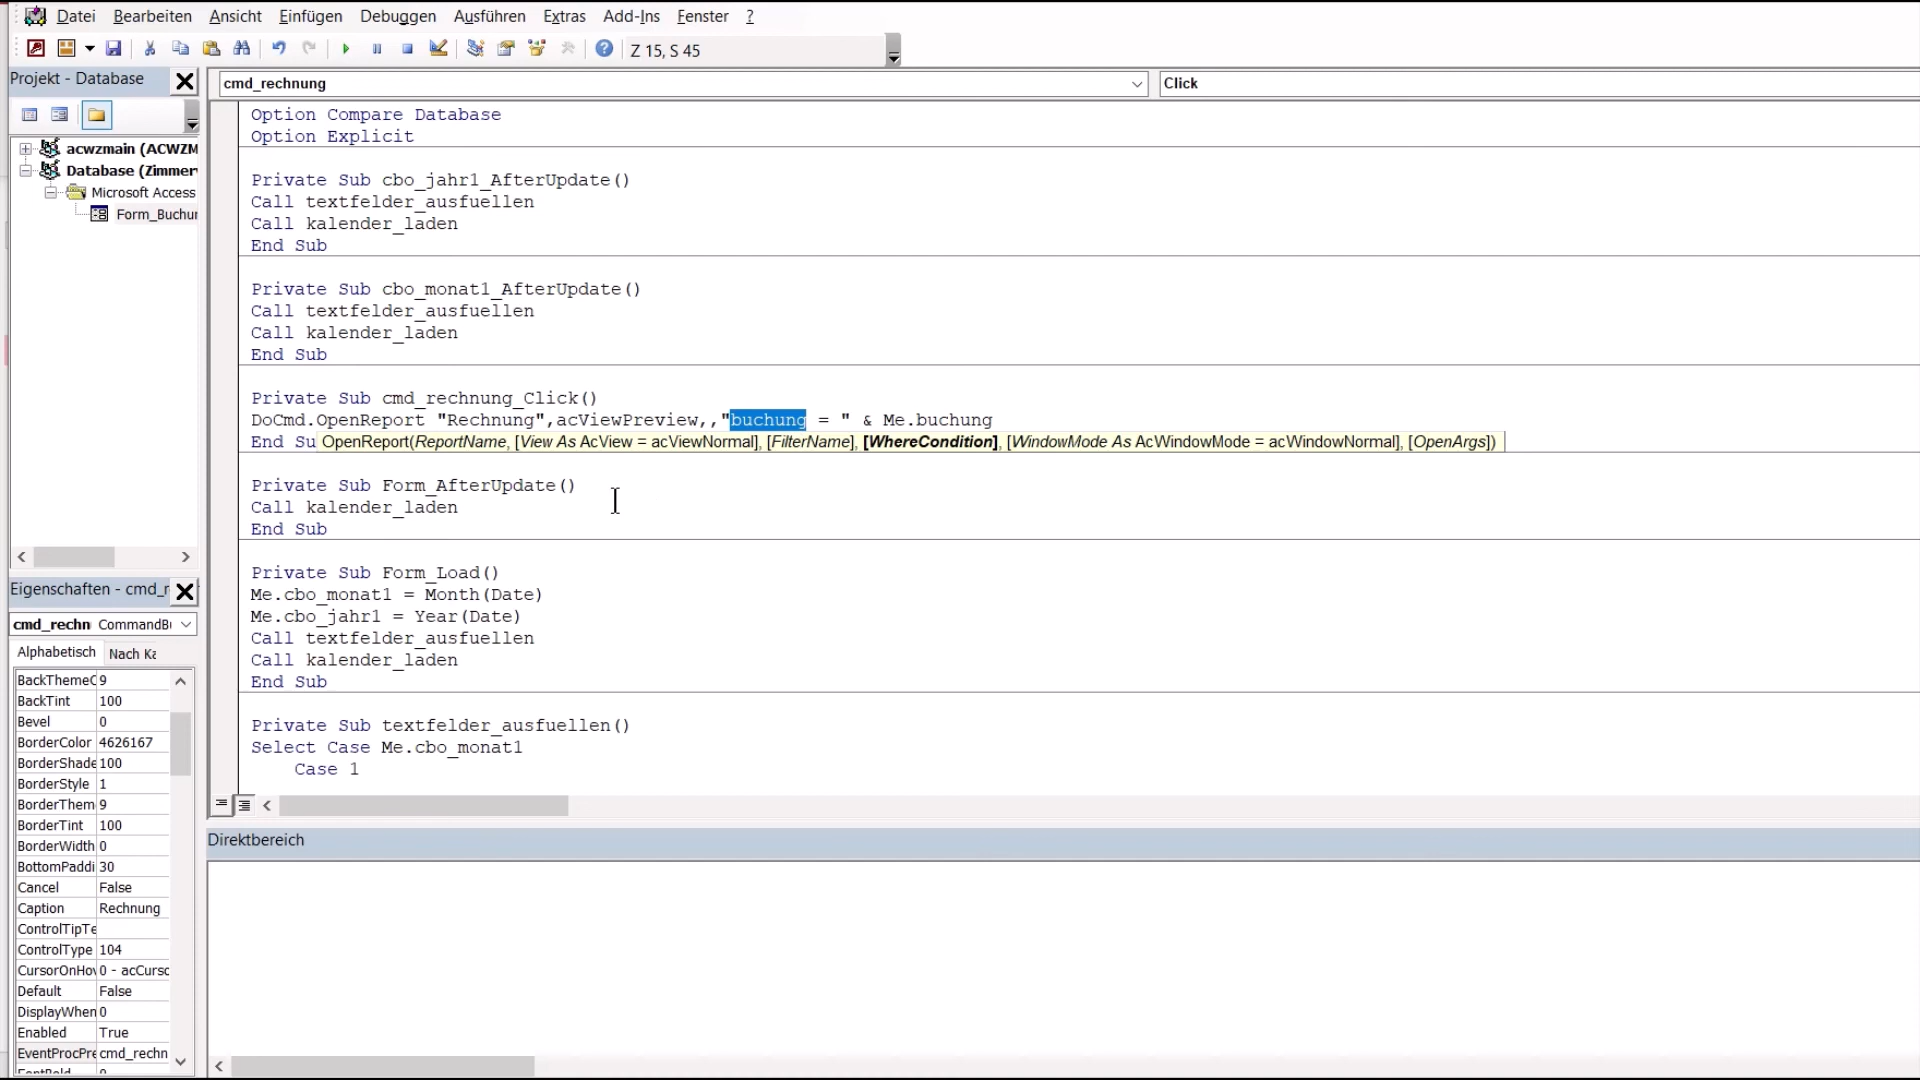 Datei Bearbeiten Ansicht Einfügen Debuggen Ausführen Extras Add-Ins Fenster ?
Z 15, S 45
Projekt - Database
cmd_rechnung
Click
acwzmain (ACWZM
Database (Zimmer
Microsoft Access
Form_Buchu
Option Compare Database
Option Explicit
Private Sub cbo_jahr1_AfterUpdate()
Call textfelder_ausfuellen
Call kalender_laden
End Sub
Private Sub cbo_monat1_AfterUpdate()
Call textfelder_ausfuellen
Call kalender_laden
End Sub
Private Sub cmd_rechnung_Click()
DoCmd.OpenReport "Rechnung",acViewPreview,,"buchung = " & Me.buchung
End Su
OpenReport(ReportName, [View As AcView = acViewNormal], [FilterName], [WhereCondition], [WindowMode As AcWindowMode = acWindowNormal], [OpenArgs])
Private Sub Form_AfterUpdate()
Call kalender_laden
End Sub
Private Sub Form_Load()
Me.cbo_monat1 = Month(Date)
Me.cbo_jahr1 = Year(Date)
Call textfelder_ausfuellen
Call kalender_laden
End Sub
Private Sub textfelder_ausfuellen()
Select Case Me.cbo_monat1
Case 1
Eigenschaften - cmd_r
cmd_rechn CommandB
Alphabetisch Nach Ka
BackThemeC 9
BackTint 100
Bevel 0
BorderColor 4626167
BorderShade 100
BorderStyle 1
BorderThem 9
BorderTint 100
BorderWidth 0
BottomPaddi 30
Cancel False
Caption Rechnung
ControlTipTe
ControlType 104
CursorOnHov 0 - acCurso
Default False
DisplayWhen 0
Enabled True
EventProcPre cmd_rechn
Direktbereich